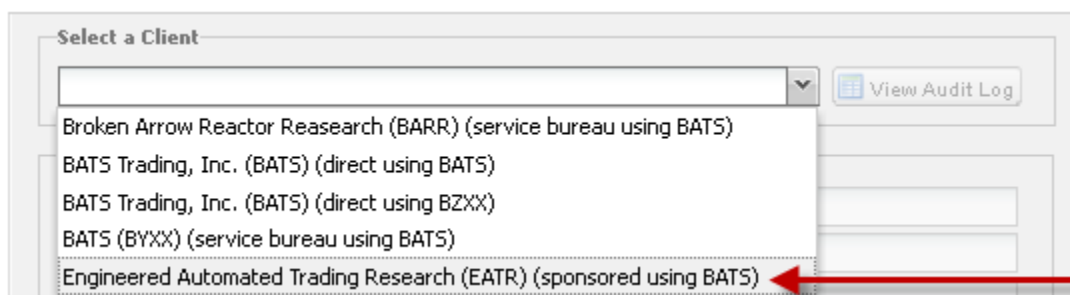 Select a Client
View Audit Log
Broken Arrow Reactor Reasearch (BARR) (service bureau using BATS)
BATS Trading, Inc. (BATS) (direct using BATS)
BATS Trading, Inc. (BATS) (direct using BZXX)
BATS (BYXX) (service bureau using BATS)
Engineered Automated Trading Research (EATR) (sponsored using BATS)